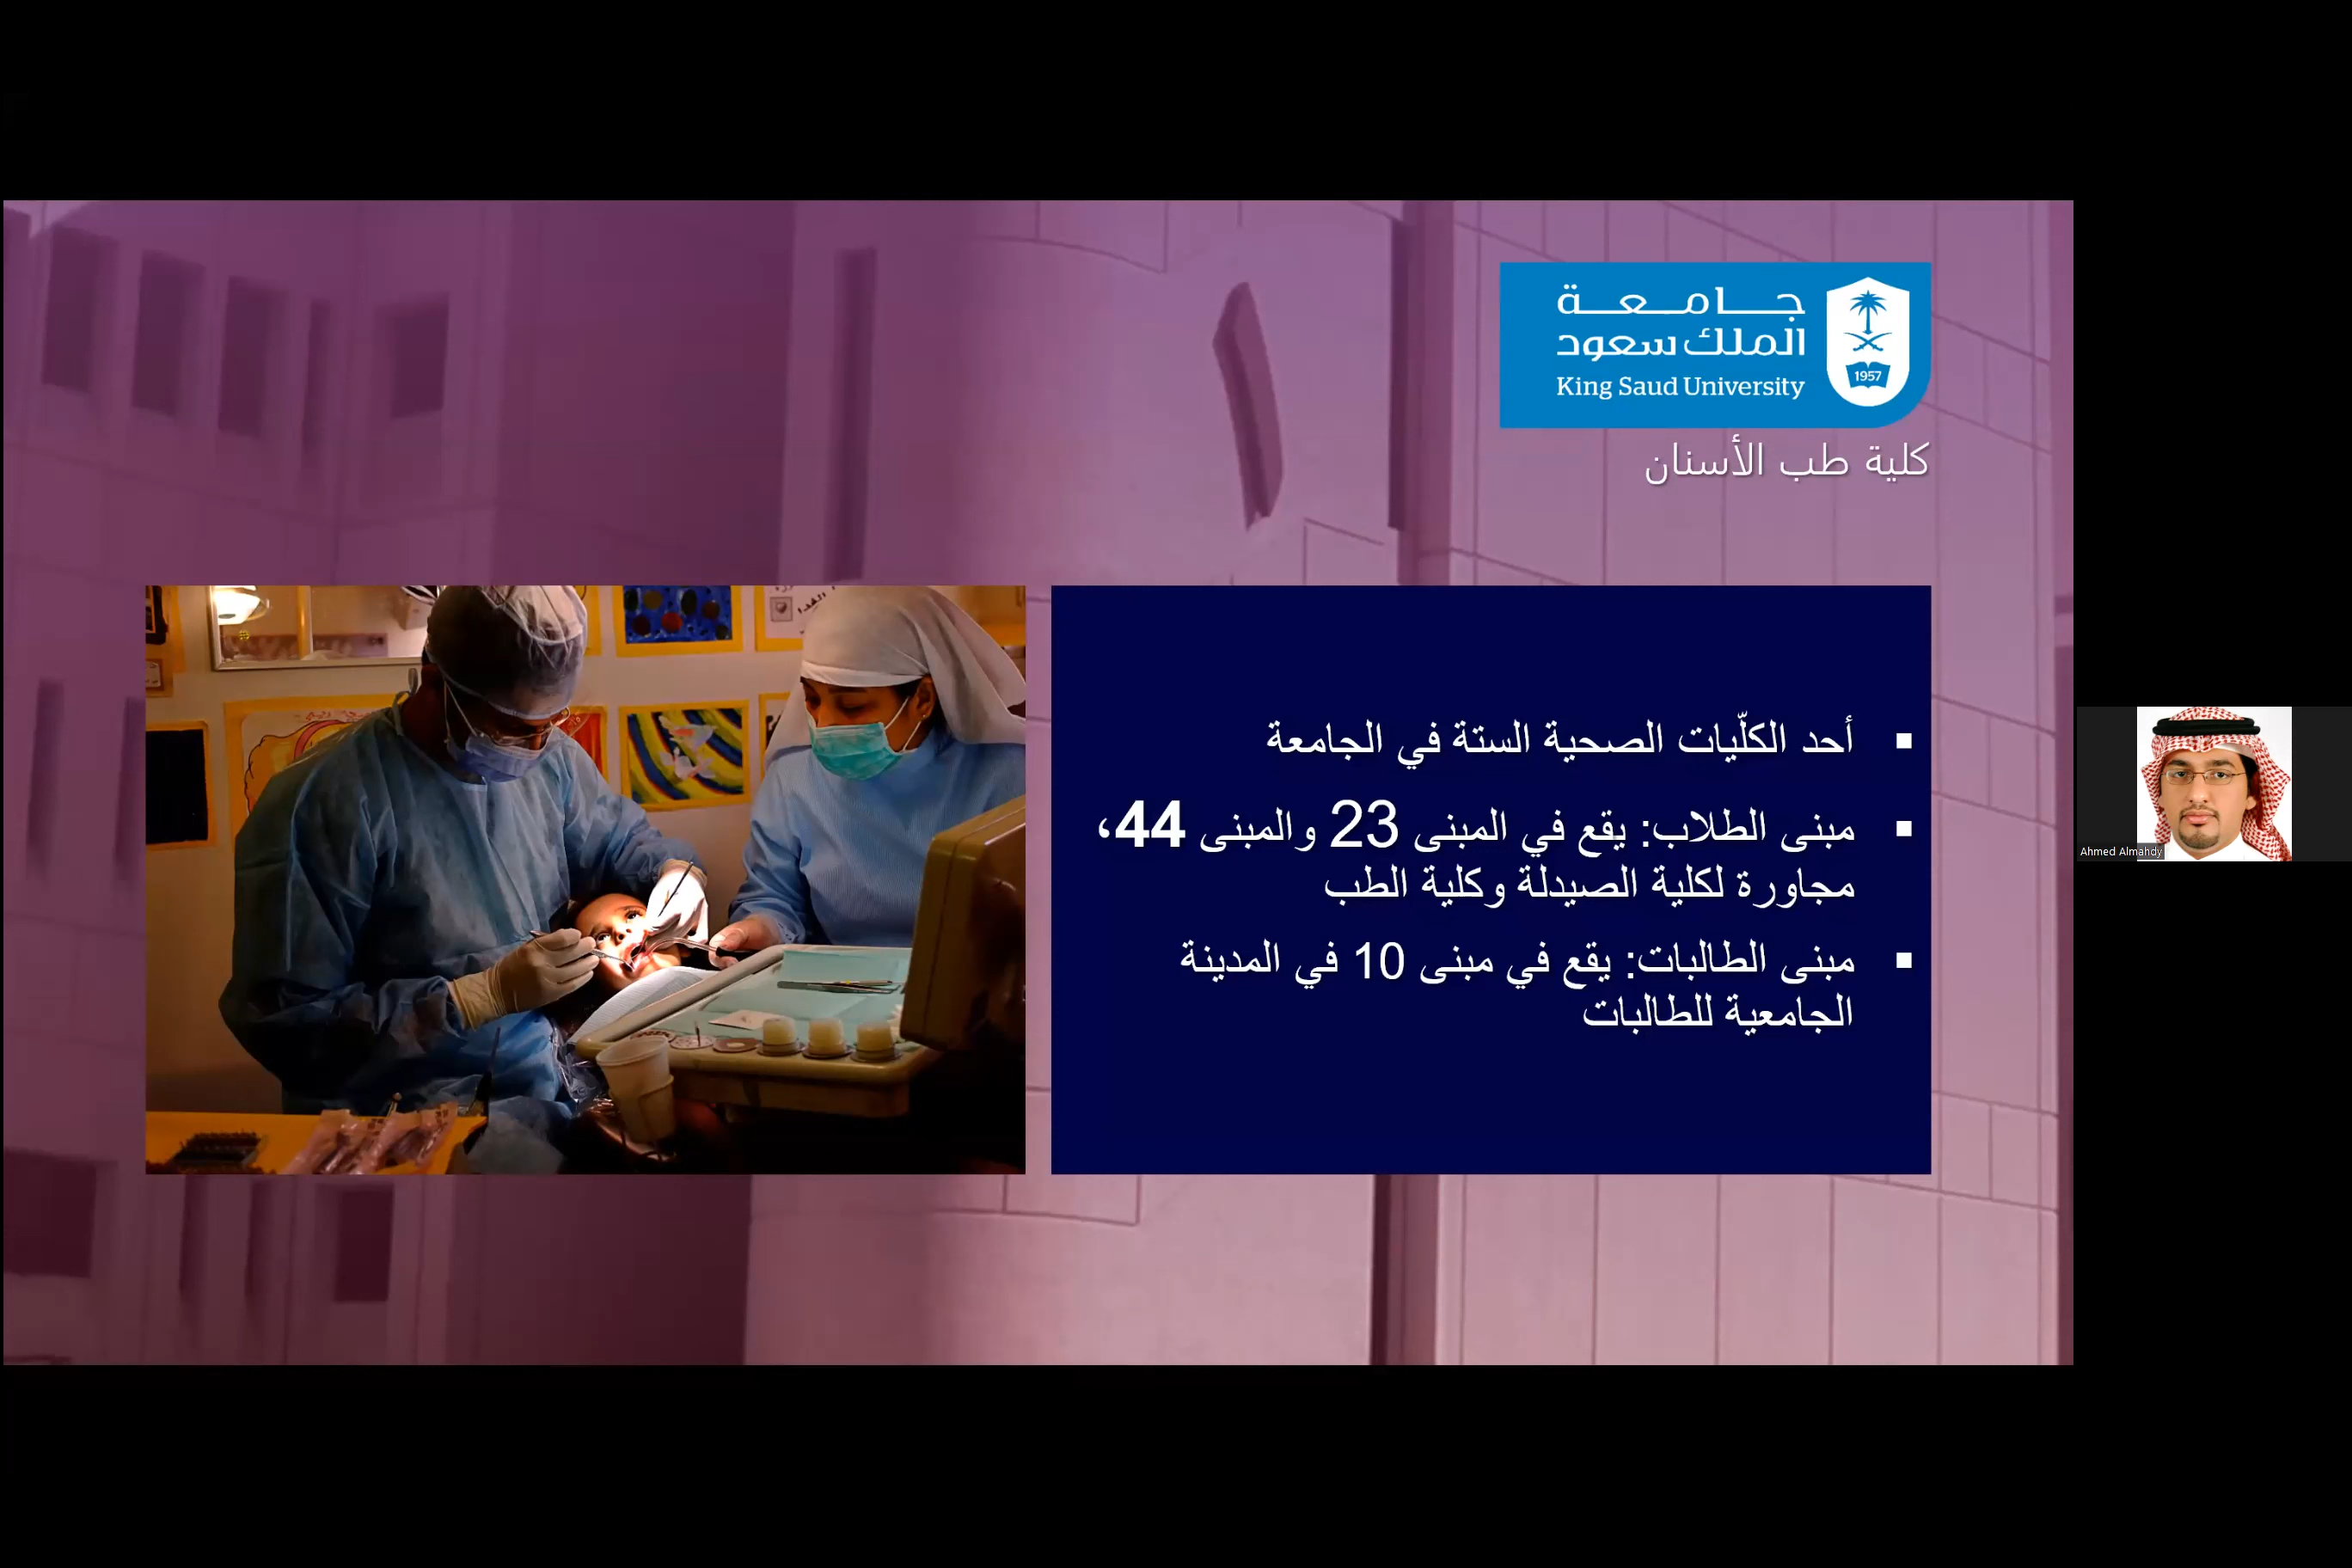 جـامـعـة
الملك سعود
King Saud University
1957
كلية طب الأسنان
▪ أحد الكلّيات الصحية الستة في الجامعة
▪ مبنى الطلاب: يقع في المبنى 23 والمبنى 44،
مجاورة لكلية الصيدلة وكلية الطب
▪ مبنى الطالبات: يقع في مبنى 10 في المدينة
الجامعية للطالبات
Ahmed Almahdy